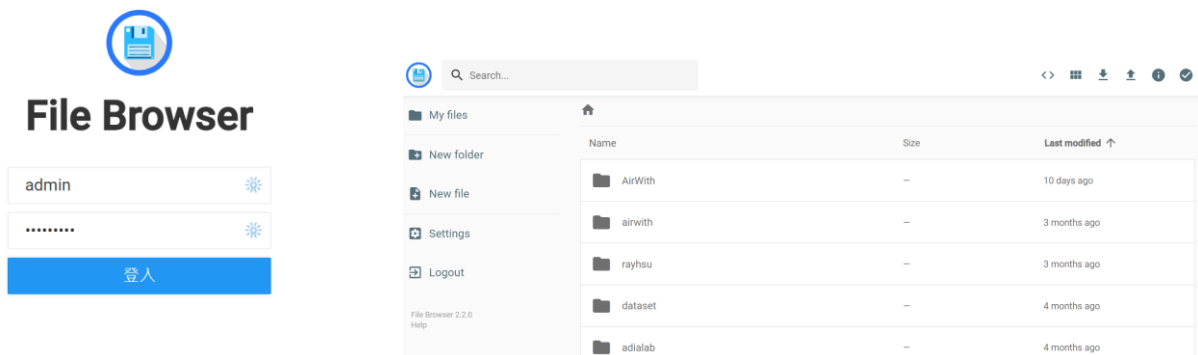 File Browser
admin
•••••••••
登入
Search...
My files
New folder
New file
Settings
Logout
File Browser 2.2.0
Help
Name Size Last modified
AirWith — 10 days ago
airwith — 3 months ago
rayhsu — 3 months ago
dataset — 4 months ago
adialab — 4 months ago